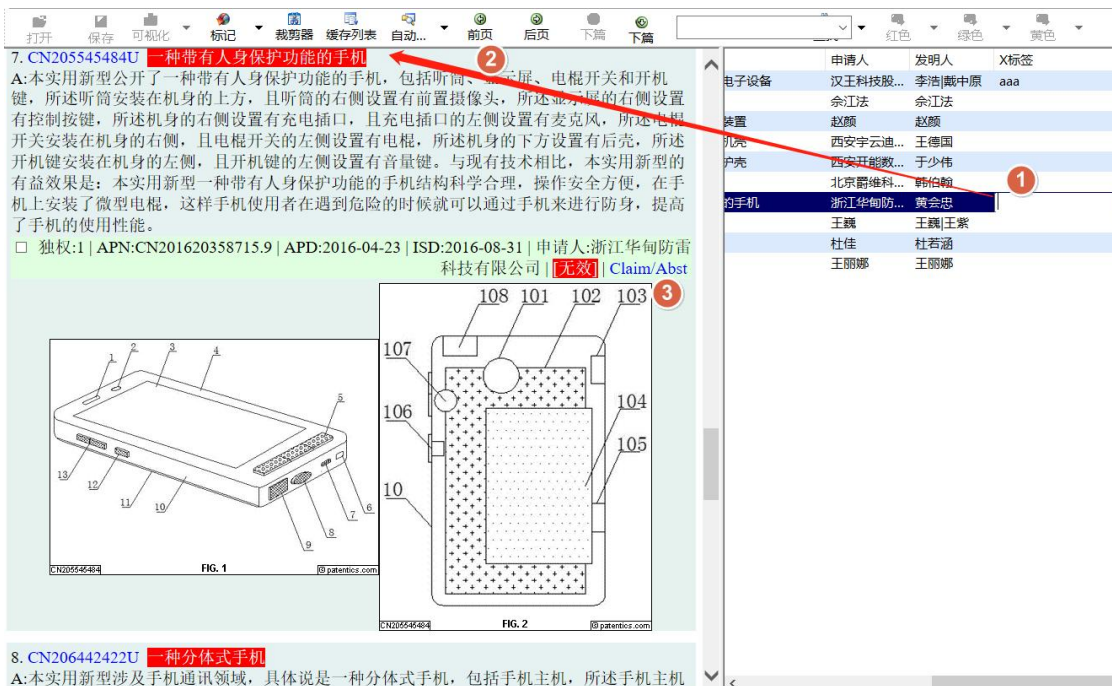 打开 保存 可视化 标记 裁剪器 缓存列表 自动... 前页 后页 下篇 下篇 红色 绿色 黄色
7. CN205545484U 一种带有人身保护功能的手机
2
A:本实用新型公开了一种带有人身保护功能的手机，包括听筒、显示屏、电棍开关和开机
键，所述听筒安装在机身的上方，且听筒的右侧设置有前置摄像头，所述显示屏的右侧设置
有控制按键，所述机身的右侧设置有充电插口，且充电插口的左侧设置有麦克风，所述电棍
开关安装在机身的右侧，且电棍开关的左侧设置有电棍，所述机身的下方设置有后壳，所述
开机键安装在机身的左侧，且开机键的左侧设置有音量键。与现有技术相比，本实用新型的
有益效果是：本实用新型一种带有人身保护功能的手机结构科学合理，操作安全方便，在手
机上安装了微型电棍，这样手机使用者在遇到危险的时候就可以通过手机来进行防身，提高
了手机的使用性能。
独权:1 | APN:CN201620358715.9 | APD:2016-04-23 | ISD:2016-08-31 | 申请人:浙江华甸防雷
科技有限公司 | [无效] | Claim/Abst
3
1 2 3 4 5 6 7 8 9 10 11 12 13
CN205545484 FIG. 1 @patentics.com
108 101 102 103
107
106
104
105
10
CN205545484 FIG. 2 @patentics.com
8. CN206442422U 一种分体式手机
A:本实用新型涉及手机通讯领域，具体说是一种分体式手机，包括手机主机，所述手机主机
申请人 发明人 X标签
电子设备 汉王科技股... 李浩|戴中原 aaa
佘江法 佘江法
装置 赵颜 赵颜
机壳 西安宇云迪... 王德国
护壳 西安开能数... 于少伟
北京爵维科... 韩伯翰
1
的手机 浙江华甸防... 黄会忠
王巍 王巍|王紫
杜佳 杜若涵
王丽娜 王丽娜